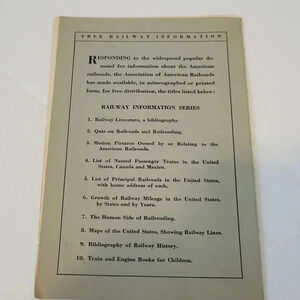 FREE RAILWAY INFORMATION
RESPONDING to the widespread popular de-
mand for information about the American
railroads, the Association of American Railroads
has made available, in mimeographed or printed
form, for free distribution, the titles listed below:
RAILWAY INFORMATION SERIES
1. Railway Literature, a bibliography.
2. Quiz on Railroads and Railroading.
3. Motion Pictures Owned by or Relating to the
American Railroads.
4. List of Named Passenger Trains in the United
States, Canada and Mexico.
5. List of Principal Railroads in the United States,
with home address of each.
6. Growth of Railway Mileage in the United States,
by States and by Years.
7. The Human Side of Railroading.
8. Maps of the United States, Showing Railway Lines.
9. Bibliography of Railway History.
10. Train and Engine Books for Children.